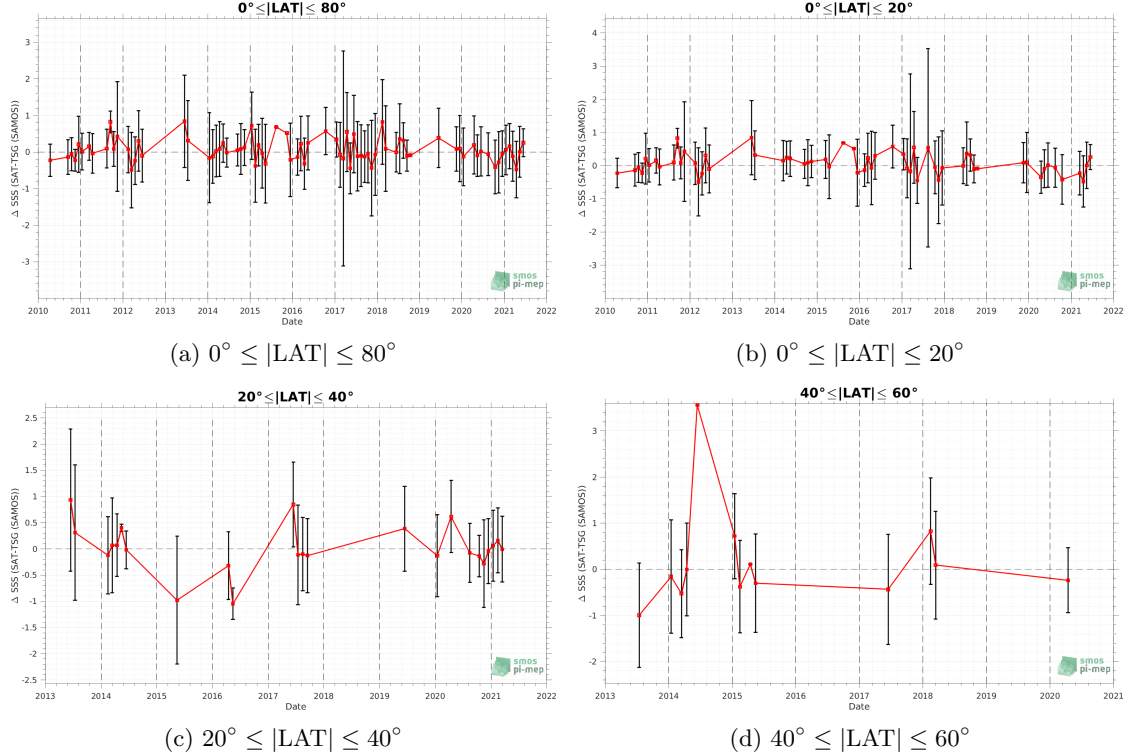 0°≤|LAT|≤ 80°
Δ SSS (SAT-TSG (SAMOS))
3
2
1
0
-1
-2
-3
2010 2011 2012 2013 2014 2015 2016 2017 2018 2019 2020 2021 2022
Date
smos
pi-mep
(a) 0° ≤ |LAT| ≤ 80°
0°≤|LAT|≤ 20°
Δ SSS (SAT-TSG (SAMOS))
4
3
2
1
0
-1
-2
-3
-4
2010 2011 2012 2013 2014 2015 2016 2017 2018 2019 2020 2021 2022
Date
smos
pi-mep
(b) 0° ≤ |LAT| ≤ 20°
20°≤|LAT|≤ 40°
Δ SSS (SAT-TSG (SAMOS))
2.5
2
1.5
1
0.5
0
-0.5
-1
-1.5
-2
-2.5
2013 2014 2015 2016 2017 2018 2019 2020 2021 2022
Date
smos
pi-mep
(c) 20° ≤ |LAT| ≤ 40°
40°≤|LAT|≤ 60°
Δ SSS (SAT-TSG (SAMOS))
3
2
1
0
-1
-2
2013 2014 2015 2016 2017 2018 2019 2020 2021
Date
smos
pi-mep
(d) 40° ≤ |LAT| ≤ 60°